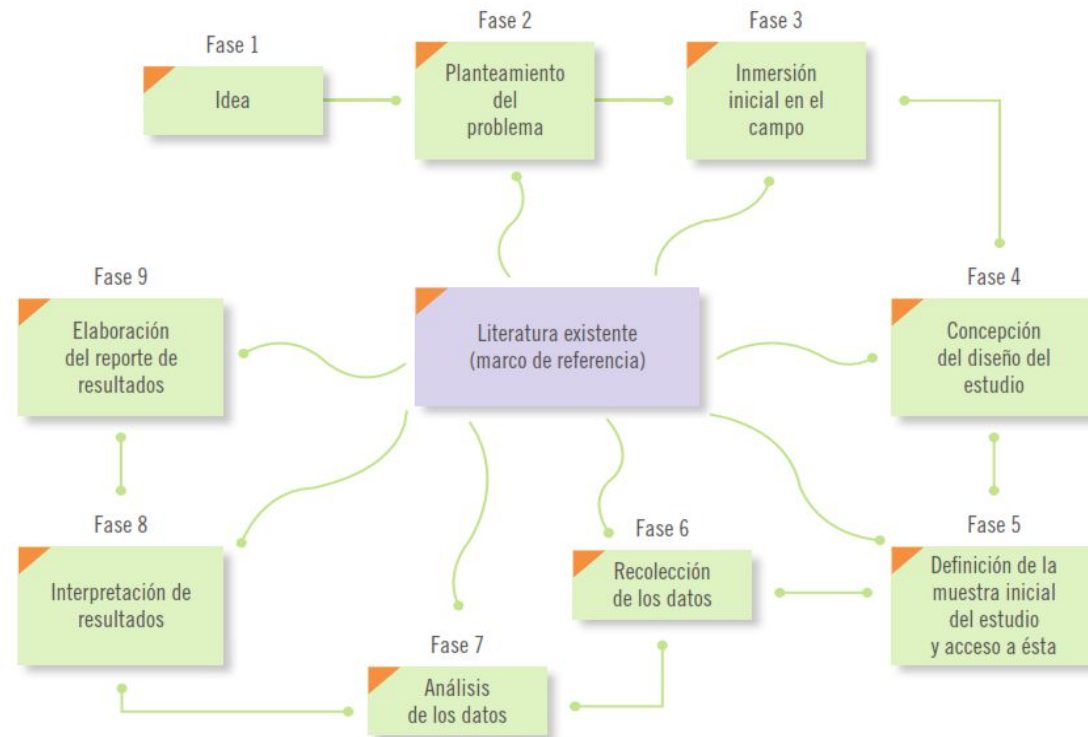 Fase 1
Idea
Fase 2
Planteamiento
del
problema
Fase 3
Inmersión
inicial en el
campo
Fase 4
Concepción
del diseño del
estudio
Fase 5
Definición de la
muestra inicial
del estudio
y acceso a ésta
Fase 6
Recolección
de los datos
Fase 7
Análisis
de los datos
Fase 8
Interpretación de
resultados
Fase 9
Elaboración
del reporte de
resultados
Literatura existente
(marco de referencia)